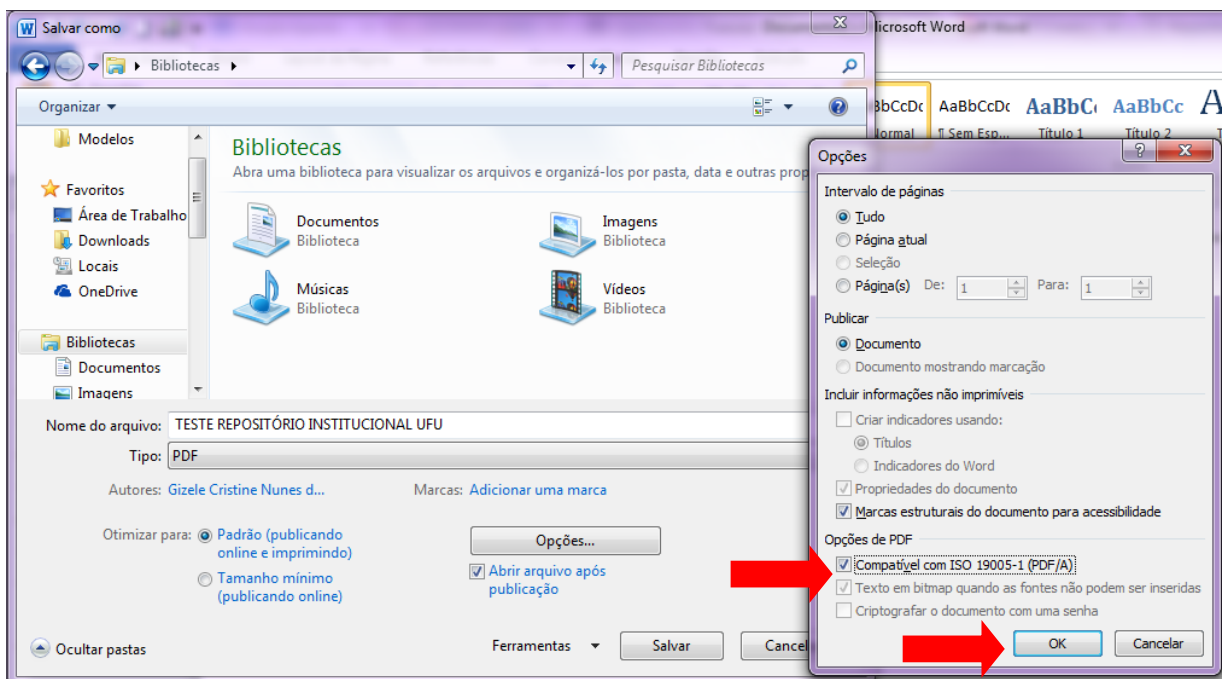 Salvar como
licrosoft Word
Bibliotecas
Pesquisar Bibliotecas
Organizar
BbCcDc AaBbCcDc AaBbC AaBbCc A
Normal ¶ Sem Esp... Título 1 Título 2
Modelos
Favoritos
Área de Trabalho
Downloads
Locais
OneDrive
Bibliotecas
Documentos
Imagens
Bibliotecas
Abra uma biblioteca para visualizar os arquivos e organizá-los por pasta, data e outras prop
Documentos
Biblioteca
Imagens
Biblioteca
Músicas
Biblioteca
Vídeos
Biblioteca
Nome do arquivo: TESTE REPOSITÓRIO INSTITUCIONAL UFU
Tipo: PDF
Autores: Gizele Cristine Nunes d... Marcas: Adicionar uma marca
Otimizar para: Padrão (publicando
online e imprimindo)
Tamanho mínimo
(publicando online)
Opções...
Abrir arquivo após
publicação
Ocultar pastas
Ferramentas Salvar Cancel
Opções
Intervalo de páginas
Tudo
Página atual
Seleção
Página(s) De: 1 Para: 1
Publicar
Documento
Documento mostrando marcação
Incluir informações não imprimíveis
Criar indicadores usando:
Títulos
Indicadores do Word
Propriedades do documento
Marcas estruturais do documento para acessibilidade
Opções de PDF
Compatível com ISO 19005-1 (PDF/A)
Texto em bitmap quando as fontes não podem ser inseridas
Criptografar o documento com uma senha
OK Cancelar